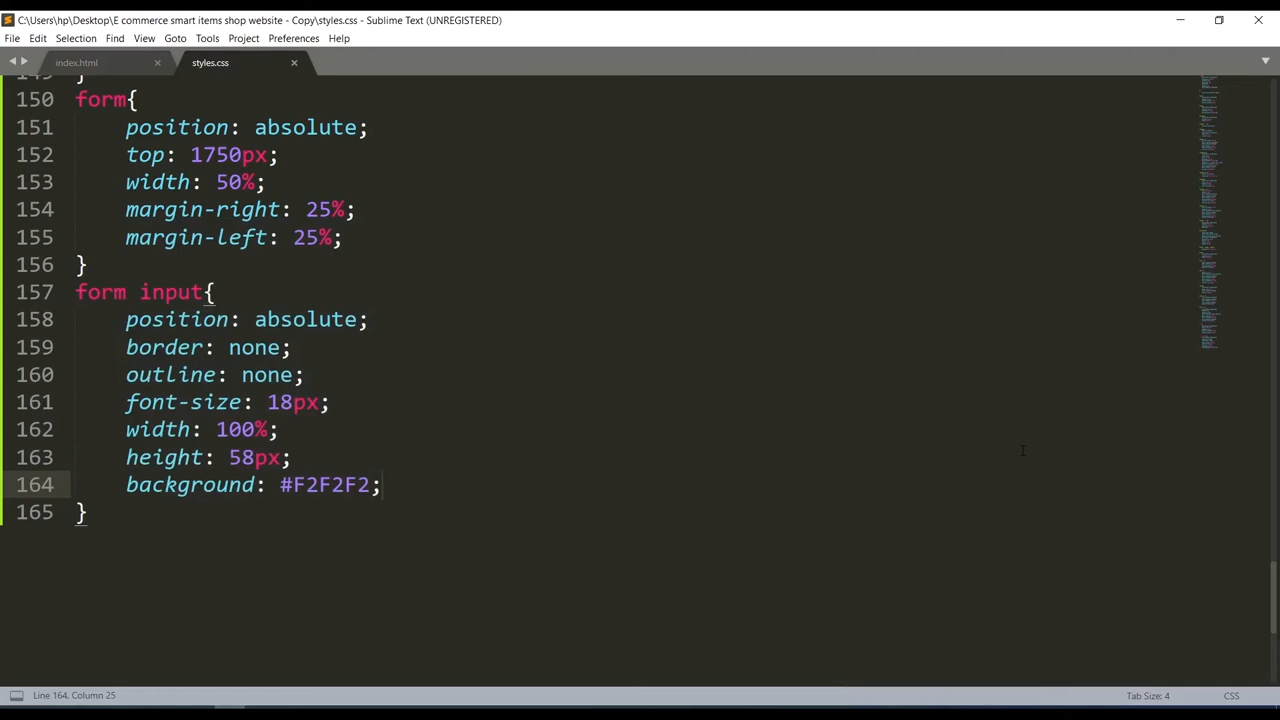 C:\Users\hp\Desktop\E commerce smart items shop website - Copy\styles.css - Sublime Text (UNREGISTERED)
File Edit Selection Find View Goto Tools Project Preferences Help
index.html styles.css
149 }
150 form{
151 position: absolute;
152 top: 1750px;
153 width: 50%;
154 margin-right: 25%;
155 margin-left: 25%;
156 }
157 form input{
158 position: absolute;
159 border: none;
160 outline: none;
161 font-size: 18px;
162 width: 100%;
163 height: 58px;
164 background: #F2F2F2;
165 }
Line 164, Column 25 Tab Size: 4 CSS